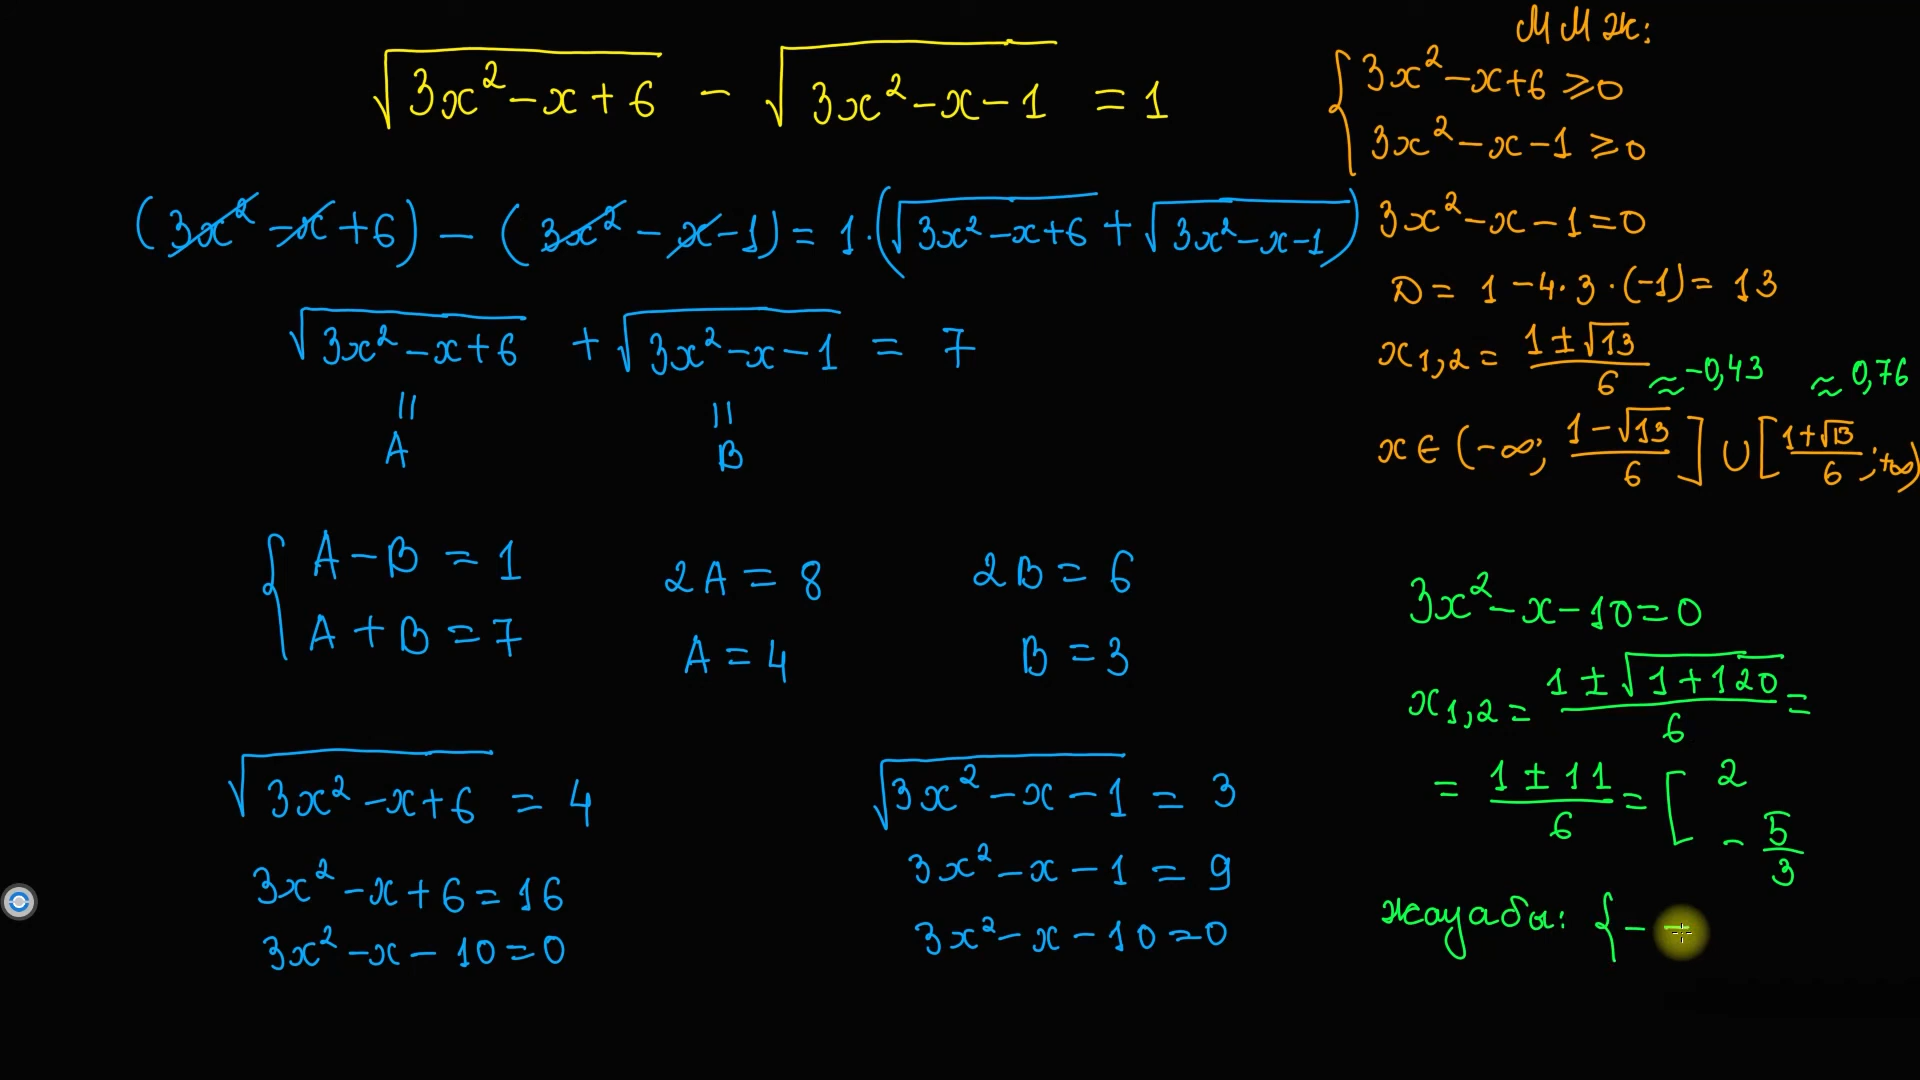 √(3x² - x + 6) - √(3x² - x - 1) = 1
(3x² - x + 6) - (3x² - x - 1) = 1·(√(3x² - x + 6) + √(3x² - x - 1))
√(3x² - x + 6) + √(3x² - x - 1) = 7
|| ||
A B
{ A - B = 1
A + B = 7
2A = 8
A = 4
2B = 6
B = 3
√(3x² - x + 6) = 4
3x² - x + 6 = 16
3x² - x - 10 = 0
√(3x² - x - 1) = 3
3x² - x - 1 = 9
3x² - x - 10 = 0
ММЖ:
{ 3x² - x + 6 ≥ 0
3x² - x - 1 ≥ 0
3x² - x - 1 = 0
D = 1 - 4·3·(-1) = 13
x₁,₂ = (1 ± √13)/6 ≈ -0,43 ≈ 0,76
x ∈ (-∞; (1 - √13)/6] ∪ [(1 + √13)/6; +∞)
3x² - x - 10 = 0
x₁,₂ = (1 ± √(1 + 120))/6 =
= (1 ± 11)/6 = [ 2
- 5/3
жауабы: { -